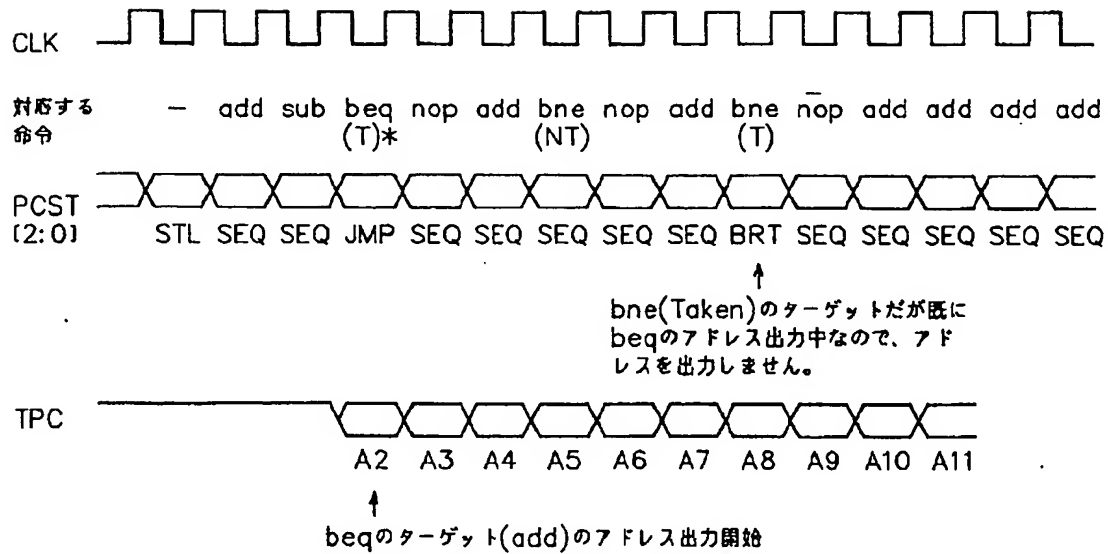 CLK
対応する
命令
— add sub beq nop add bne nop add bne nop add add add add
(T)* (NT) (T)
PCST
[2:0]
STL SEQ SEQ JMP SEQ SEQ SEQ SEQ SEQ BRT SEQ SEQ SEQ SEQ SEQ
bne(Taken)のターゲットだが既に
beqのアドレス出力中なので、アド
レスを出力しません。
TPC
A2 A3 A4 A5 A6 A7 A8 A9 A10 A11
beqのターゲット(add)のアドレス出力開始